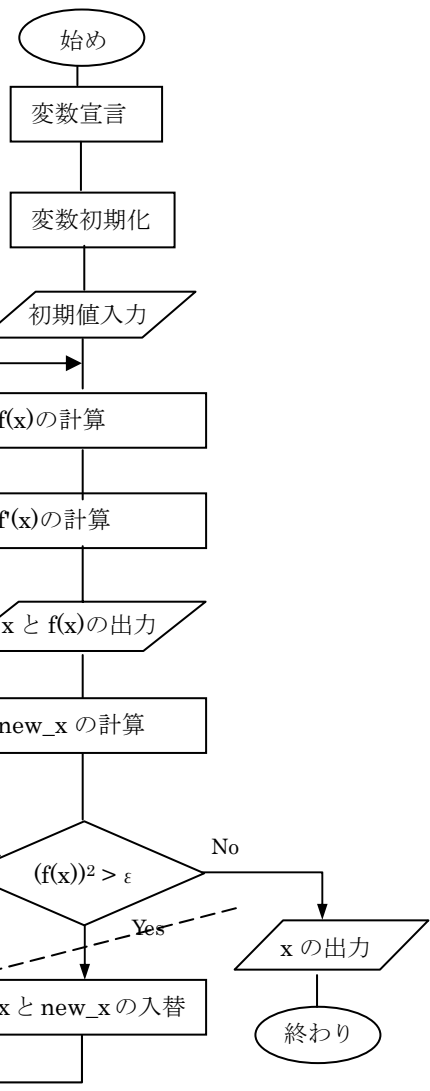 始め
変数宣言
変数初期化
初期値入力
f(x)の計算
f'(x)の計算
x と f(x)の出力
new_x の計算
(f(x))² > ε
No
Yes
x の出力
x と new_x の入替
終わり